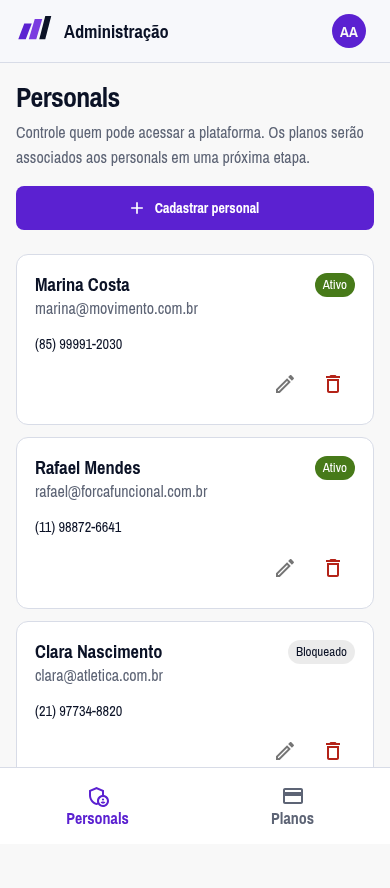 Administração
AA
Personals
Controle quem pode acessar a plataforma. Os planos serão
associados aos personals em uma próxima etapa.
Cadastrar personal
Marina Costa
Ativo
marina@movimento.com.br
(85) 99991-2030
Rafael Mendes
Ativo
rafael@forcafuncional.com.br
(11) 98872-6641
Clara Nascimento
Bloqueado
clara@atletica.com.br
(21) 97734-8820
Personals
Planos